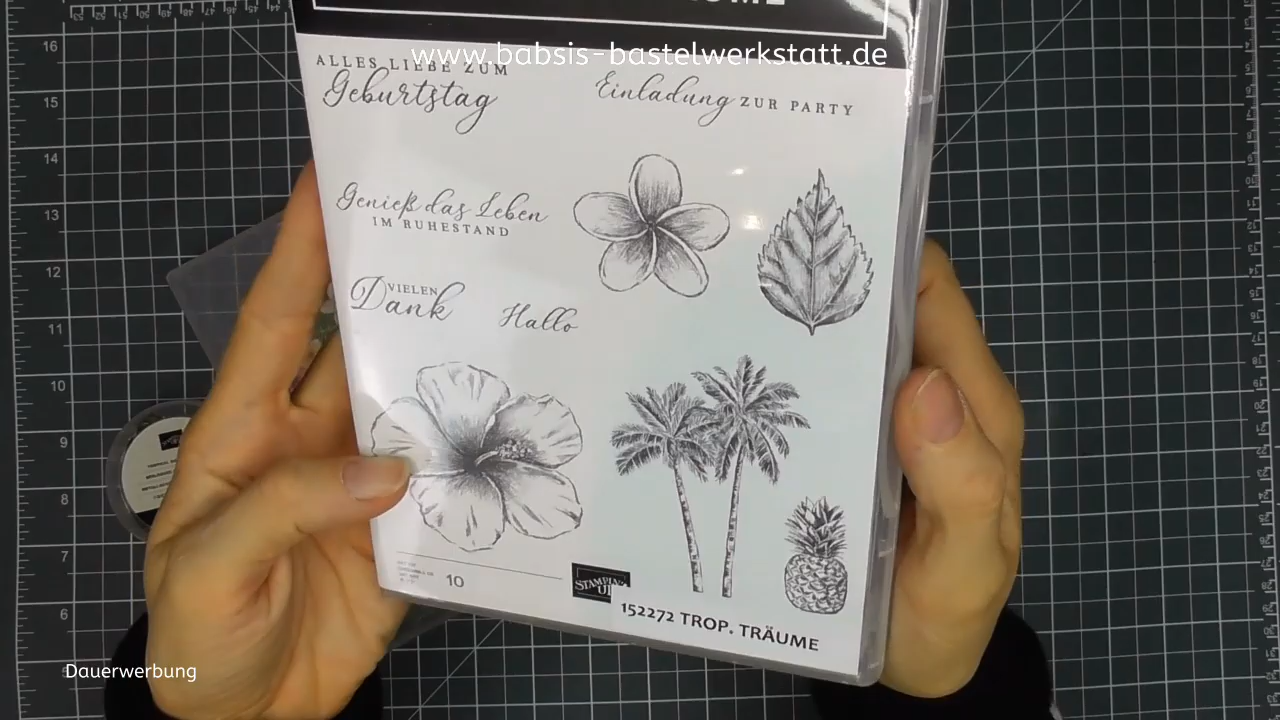 www.babsis-bastelwerkstatt.de
ALLES LIEBE ZUM
Geburtstag
Einladung ZUR PARTY
Genieß das Leben
IM RUHESTAND
VIELEN
Dank
Hallo
10
STAMPIN'
UP
152272 TROP. TRÄUME
Dauerwerbung
16
15
14
13
12
10
9
8
7
6